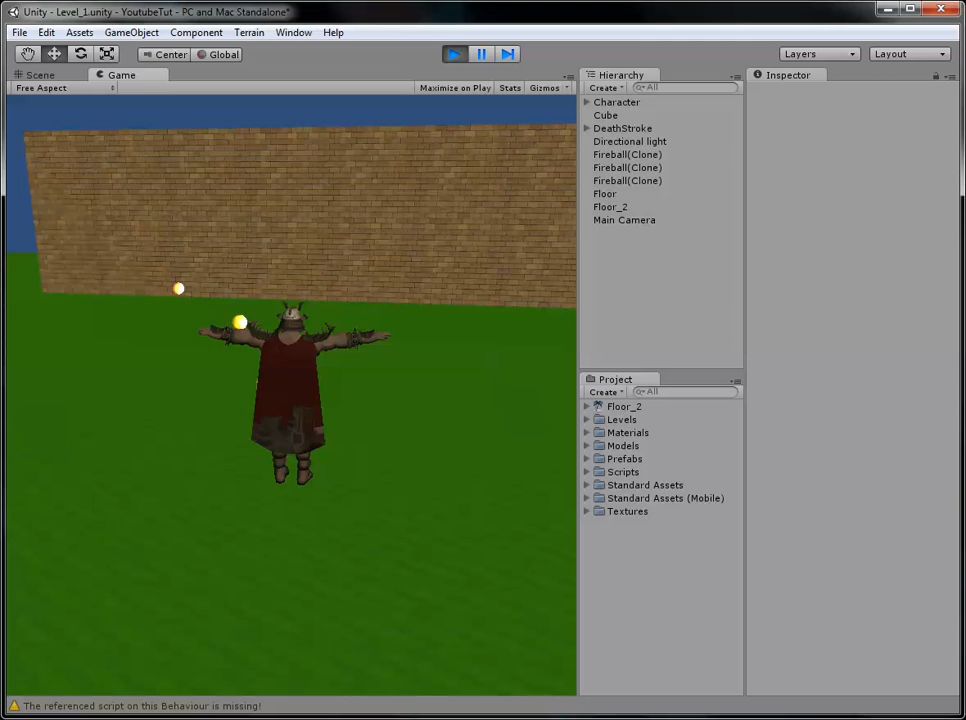 Unity - Level_1.unity - YoutubeTut - PC and Mac Standalone*
File Edit Assets GameObject Component Terrain Window Help
Center Global Layers Layout
Scene Game
Free Aspect Maximize on Play Stats Gizmos
Hierarchy
Create All
Character
Cube
DeathStroke
Directional light
Fireball(Clone)
Fireball(Clone)
Fireball(Clone)
Floor
Floor_2
Main Camera
Project
Create All
Floor_2
Levels
Materials
Models
Prefabs
Scripts
Standard Assets
Standard Assets (Mobile)
Textures
Inspector
The referenced script on this Behaviour is missing!